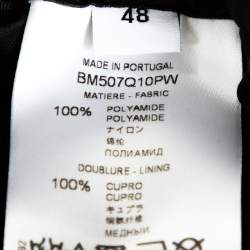 48
MADE IN PORTUGAL
BM507Q10PW
MATIERE - FABRIC
100% POLYAMIDE
POLYAMIDE
ナイロン
锦纶
ПОЛИАМИД
DOUBLURE - LINING
100% CUPRO
CUPRO
キュプラ
铜氨纤维
МЕДНЫЙ